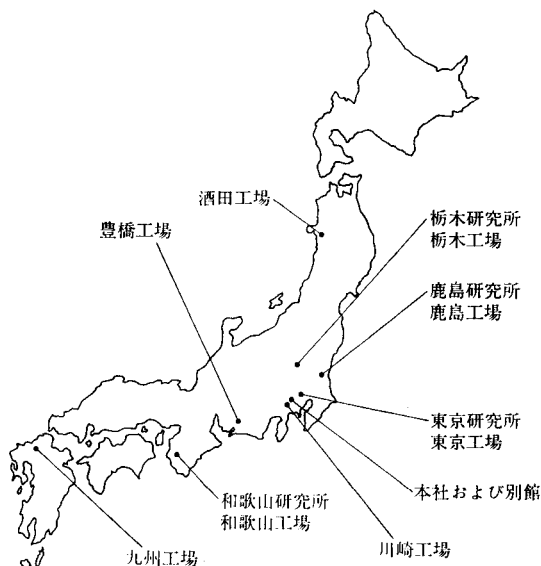 酒田工場
豊橋工場
栃木研究所
栃木工場
鹿島研究所
鹿島工場
東京研究所
東京工場
本社および別館
和歌山研究所
和歌山工場
川崎工場
九州工場